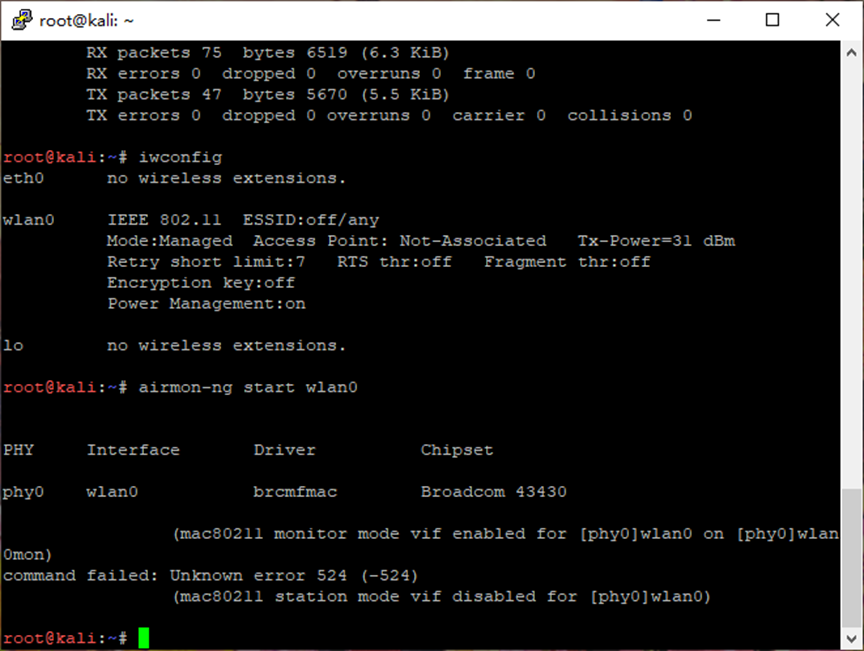 root@kali: ~
RX packets 75  bytes 6519 (6.3 KiB)
RX errors 0  dropped 0  overruns 0  frame 0
TX packets 47  bytes 5670 (5.5 KiB)
TX errors 0  dropped 0 overruns 0  carrier 0  collisions 0
root@kali:~# iwconfig
eth0      no wireless extensions.
wlan0     IEEE 802.11  ESSID:off/any
Mode:Managed  Access Point: Not-Associated   Tx-Power=31 dBm
Retry short limit:7   RTS thr:off   Fragment thr:off
Encryption key:off
Power Management:on
lo        no wireless extensions.
root@kali:~# airmon-ng start wlan0
PHY     Interface       Driver          Chipset
phy0    wlan0           brcmfmac        Broadcom 43430
(mac80211 monitor mode vif enabled for [phy0]wlan0 on [phy0]wlan
0mon)
command failed: Unknown error 524 (-524)
(mac80211 station mode vif disabled for [phy0]wlan0)
root@kali:~#